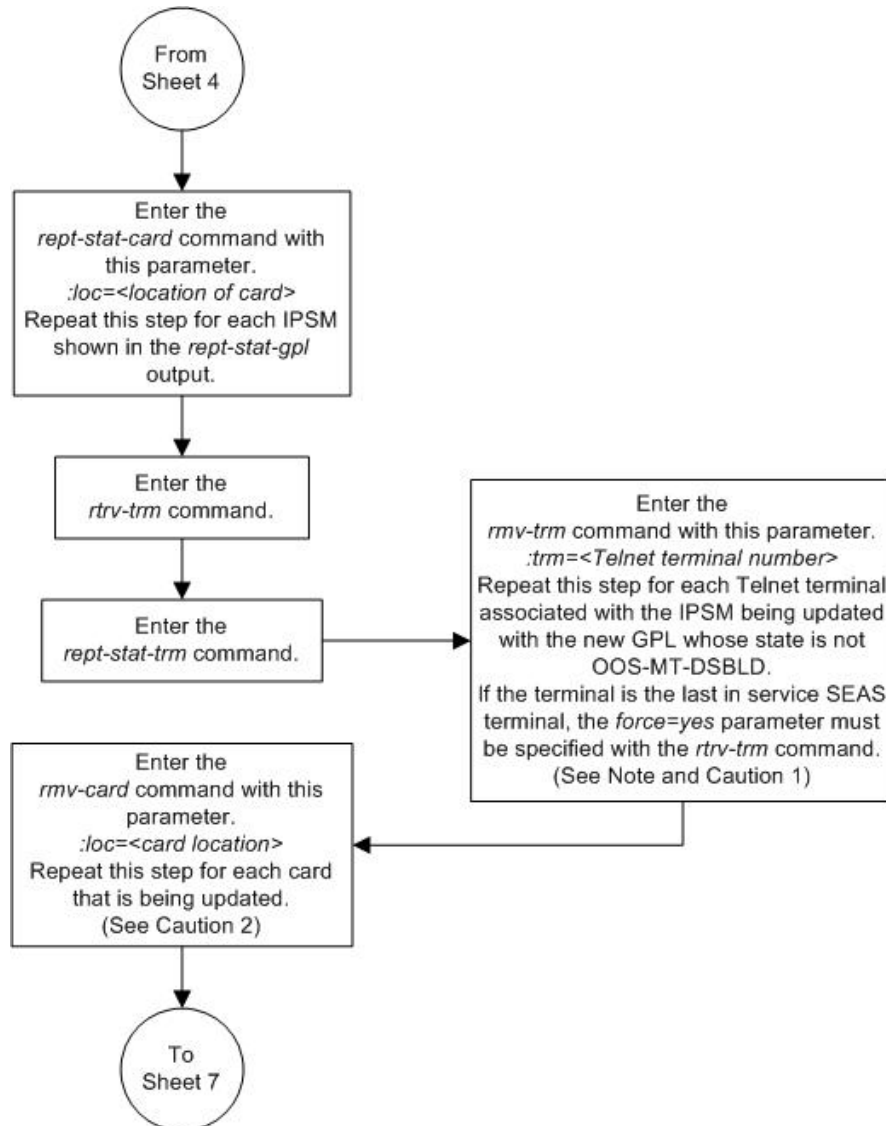 From
Sheet 4
Enter the
rept-stat-card command with
this parameter.
:loc=<location of card>
Repeat this step for each IPSM
shown in the rept-stat-gpl
output.
Enter the
rtrv-trm command.
Enter the
rept-stat-trm command.
Enter the
rmv-trm command with this parameter.
:trm=<Telnet terminal number>
Repeat this step for each Telnet terminal
associated with the IPSM being updated
with the new GPL whose state is not
OOS-MT-DSBLD.
If the terminal is the last in service SEAS
terminal, the force=yes parameter must
be specified with the rtrv-trm command.
(See Note and Caution 1)
Enter the
rmv-card command with this
parameter.
:loc=<card location>
Repeat this step for each card
that is being updated.
(See Caution 2)
To
Sheet 7